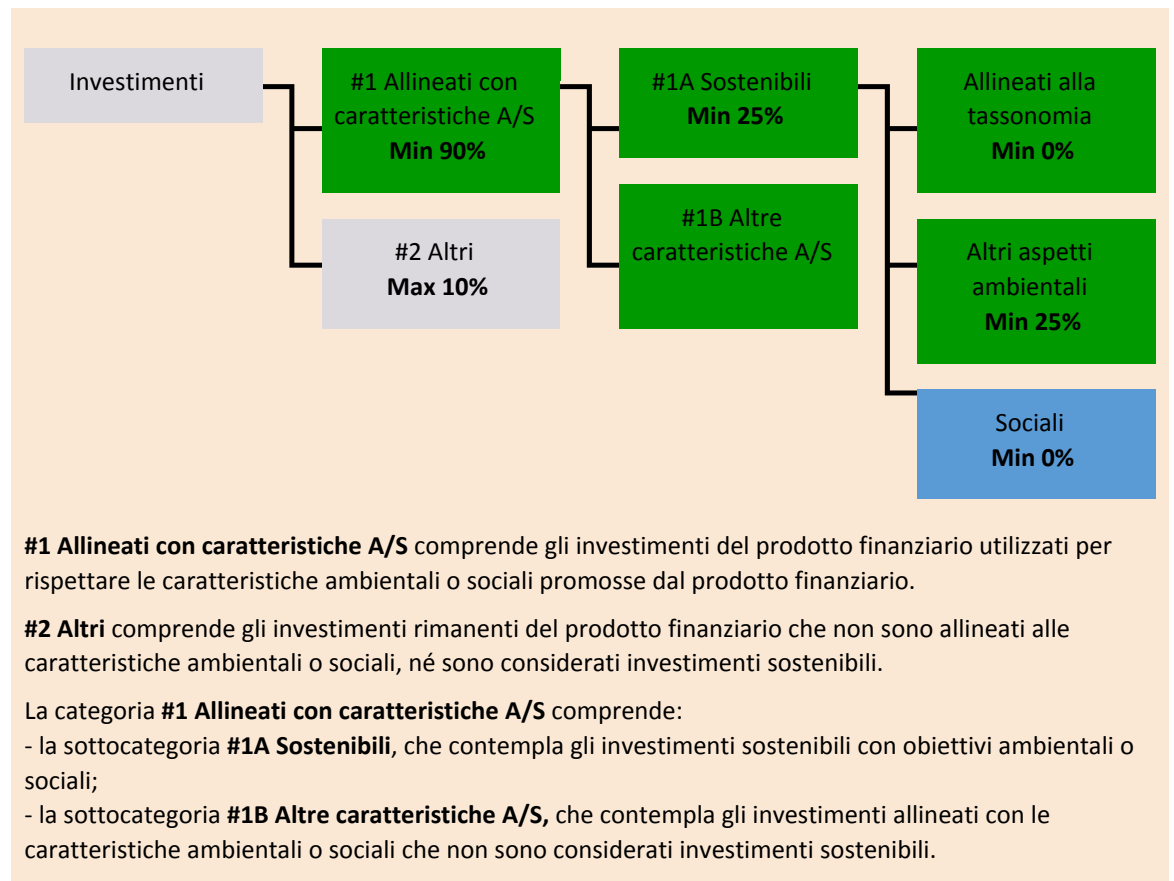 Investimenti
#1 Allineati con
caratteristiche A/S
Min 90%
#2 Altri
Max 10%
#1A Sostenibili
Min 25%
#1B Altre
caratteristiche A/S
Allineati alla
tassonomia
Min 0%
Altri aspetti
ambientali
Min 25%
Sociali
Min 0%
#1 Allineati con caratteristiche A/S comprende gli investimenti del prodotto finanziario utilizzati per
rispettare le caratteristiche ambientali o sociali promosse dal prodotto finanziario.
#2 Altri comprende gli investimenti rimanenti del prodotto finanziario che non sono allineati alle
caratteristiche ambientali o sociali, né sono considerati investimenti sostenibili.
La categoria #1 Allineati con caratteristiche A/S comprende:
- la sottocategoria #1A Sostenibili, che contempla gli investimenti sostenibili con obiettivi ambientali o
sociali;
- la sottocategoria #1B Altre caratteristiche A/S, che contempla gli investimenti allineati con le
caratteristiche ambientali o sociali che non sono considerati investimenti sostenibili.